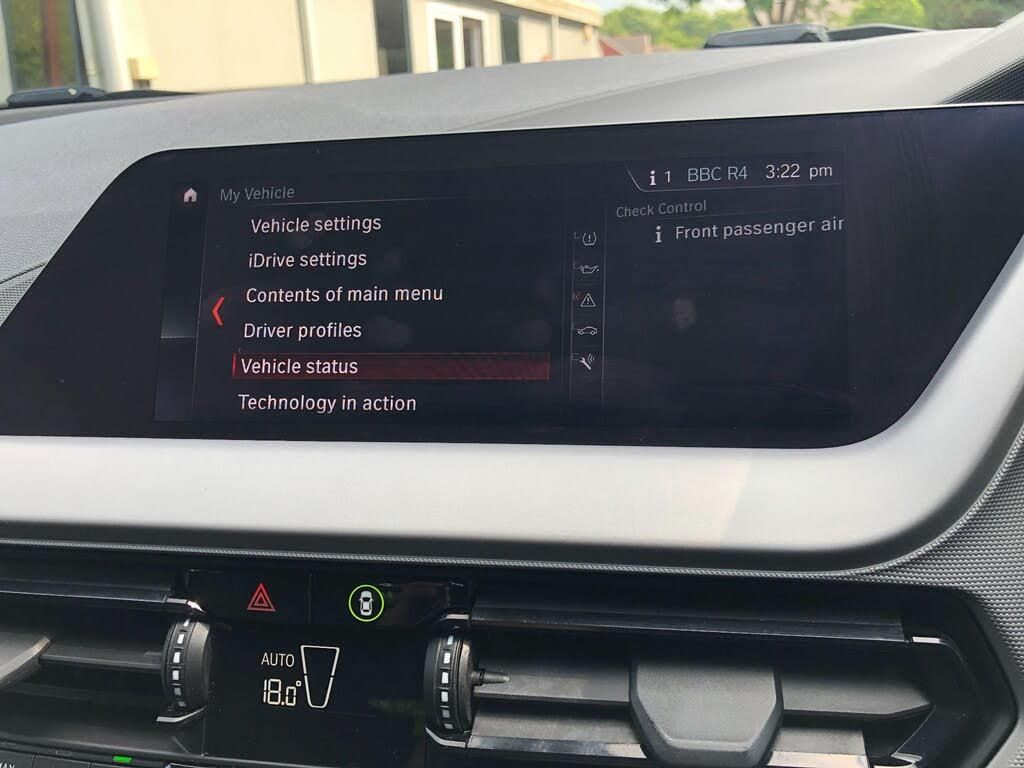 My Vehicle
i 1 BBC R4 3:22 pm
Vehicle settings
iDrive settings
Contents of main menu
Driver profiles
Vehicle status
Technology in action
Check Control
i Front passenger air
AUTO
18.0°
MAX